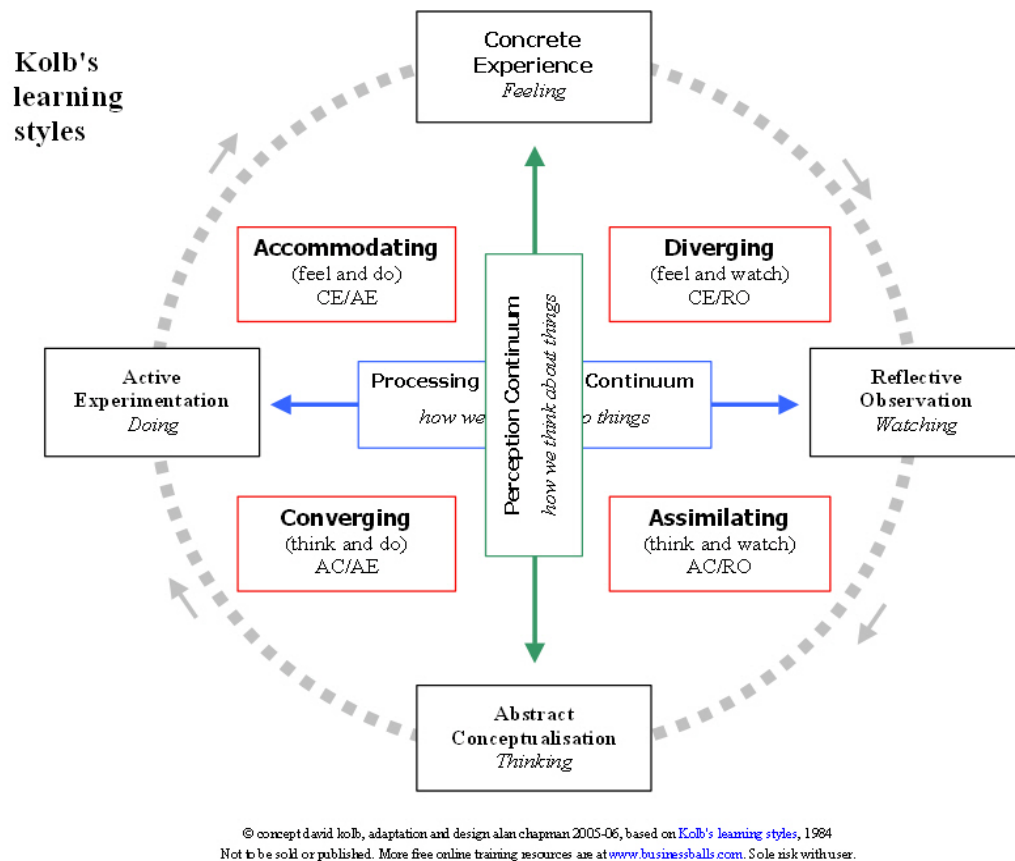 Kolb's
learning
styles
Concrete
Experience
Feeling
Accommodating
(feel and do)
CE/AE
Diverging
(feel and watch)
CE/RO
Perception Continuum
how we think about things
Active
Experimentation
Doing
Processing Continuum
how we o things
Reflective
Observation
Watching
Converging
(think and do)
AC/AE
Assimilating
(think and watch)
AC/RO
Abstract
Conceptualisation
Thinking
© concept david kolb, adaptation and design alan chapman 2005-06, based on Kolb's learning styles, 1984
Not to be sold or published. More free online training resources are at www.businessballs.com. Sole risk with user.